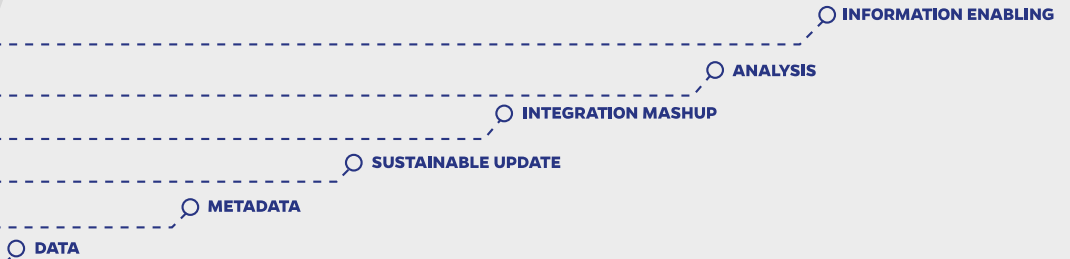 INFORMATION ENABLING
ANALYSIS
INTEGRATION MASHUP
SUSTAINABLE UPDATE
METADATA
DATA